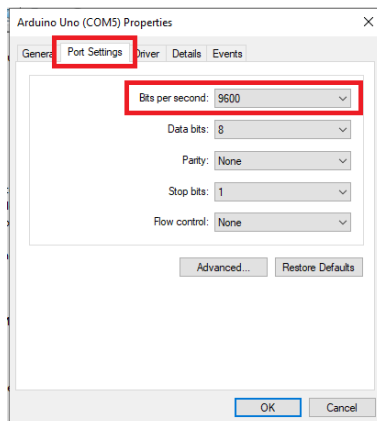 Arduino Uno (COM5) Properties
General Port Settings Driver Details Events
Bits per second: 9600
Data bits: 8
Parity: None
Stop bits: 1
Flow control: None
Advanced... Restore Defaults
OK Cancel